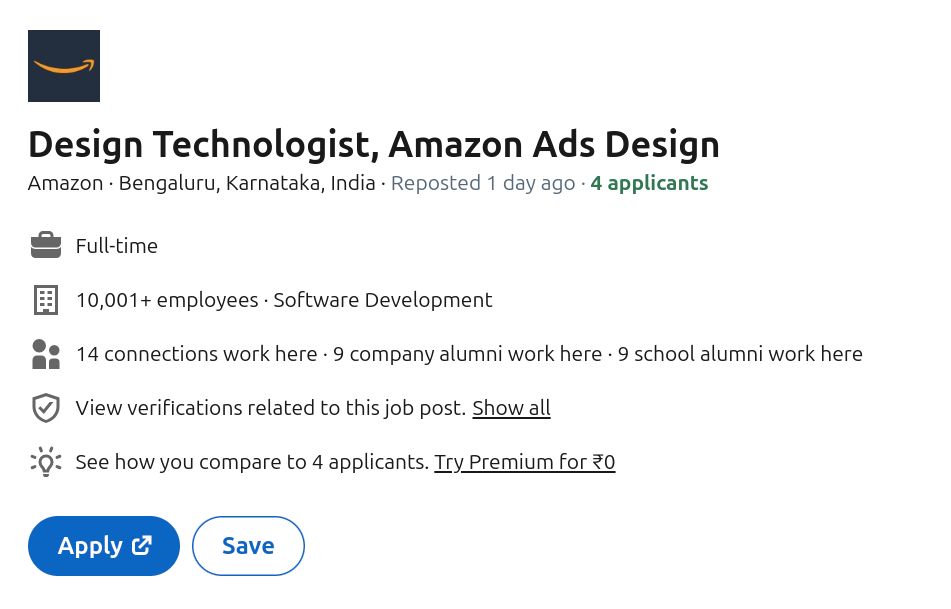 Design Technologist, Amazon Ads Design
Amazon · Bengaluru, Karnataka, India · Reposted 1 day ago · 4 applicants
Full-time
10,001+ employees · Software Development
14 connections work here · 9 company alumni work here · 9 school alumni work here
View verifications related to this job post. Show all
See how you compare to 4 applicants. Try Premium for ₹0
Apply
Save